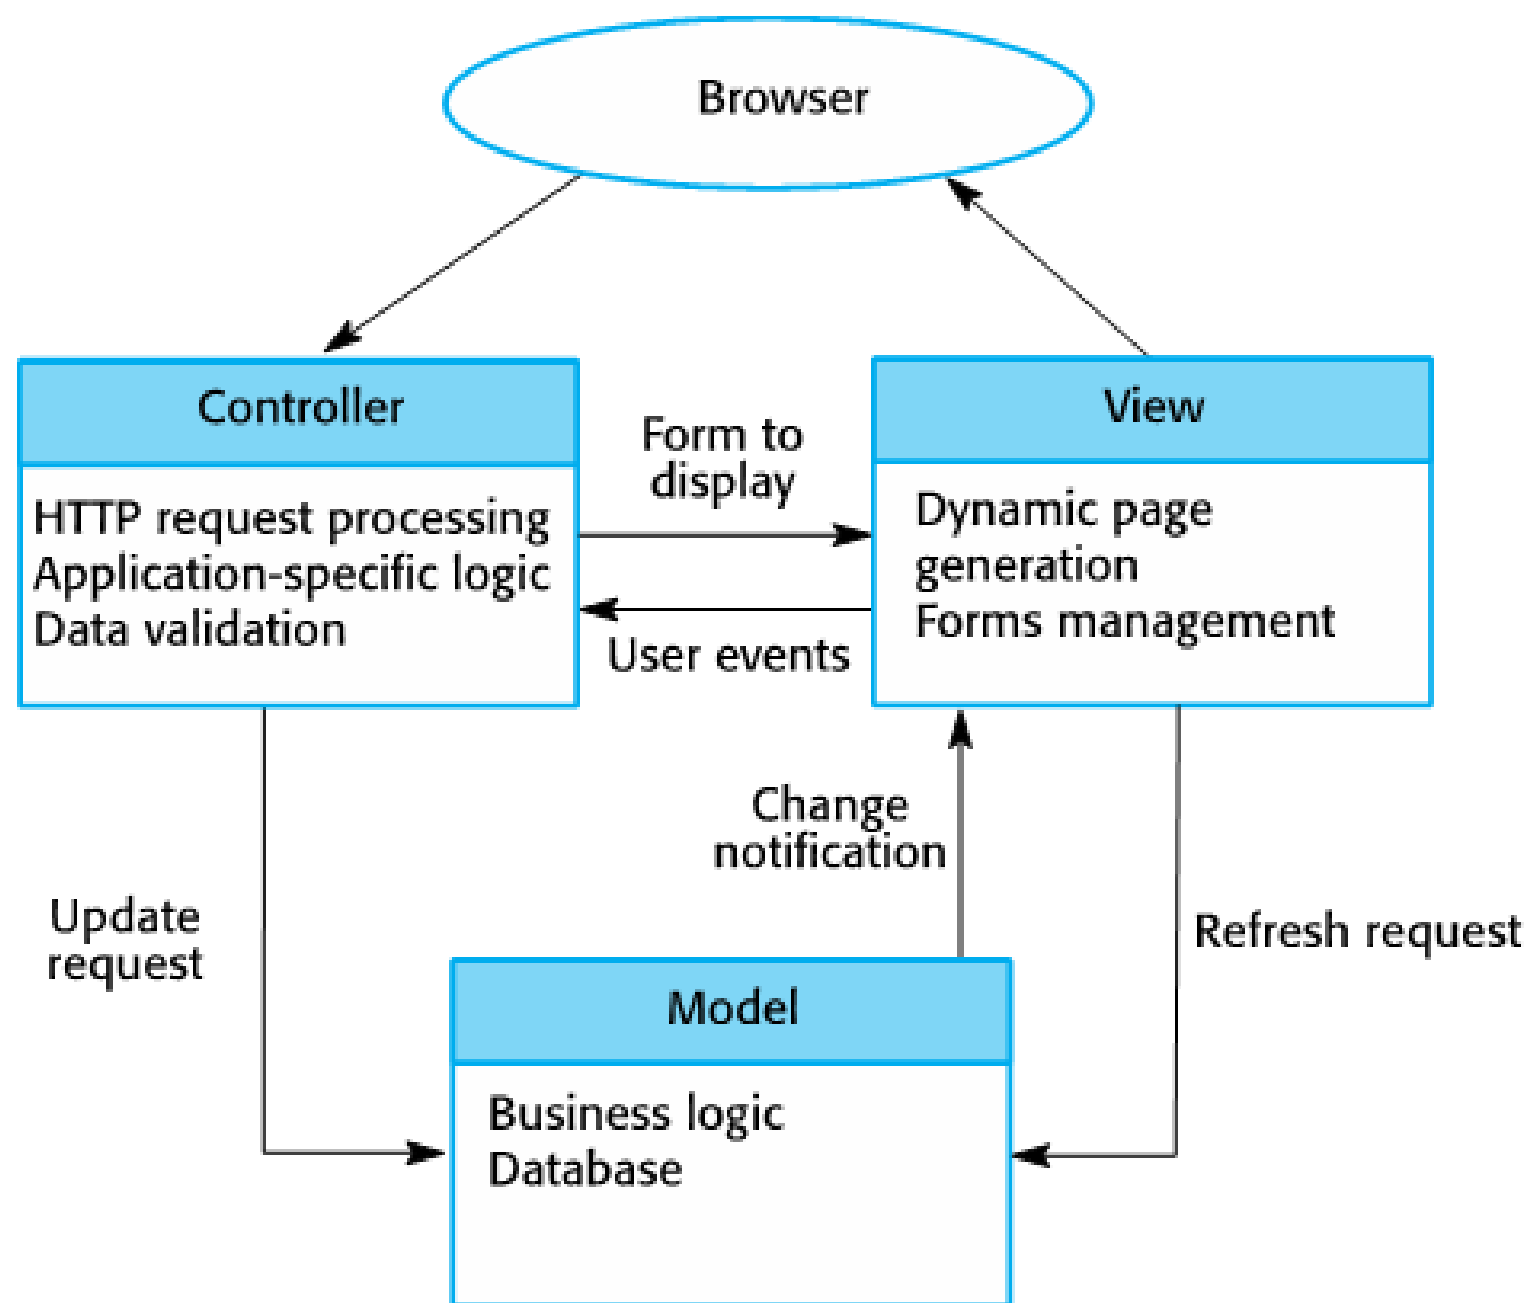 Browser
Controller
HTTP request processing
Application-specific logic
Data validation
Form to
display
User events
View
Dynamic page
generation
Forms management
Update
request
Change
notification
Refresh request
Model
Business logic
Database